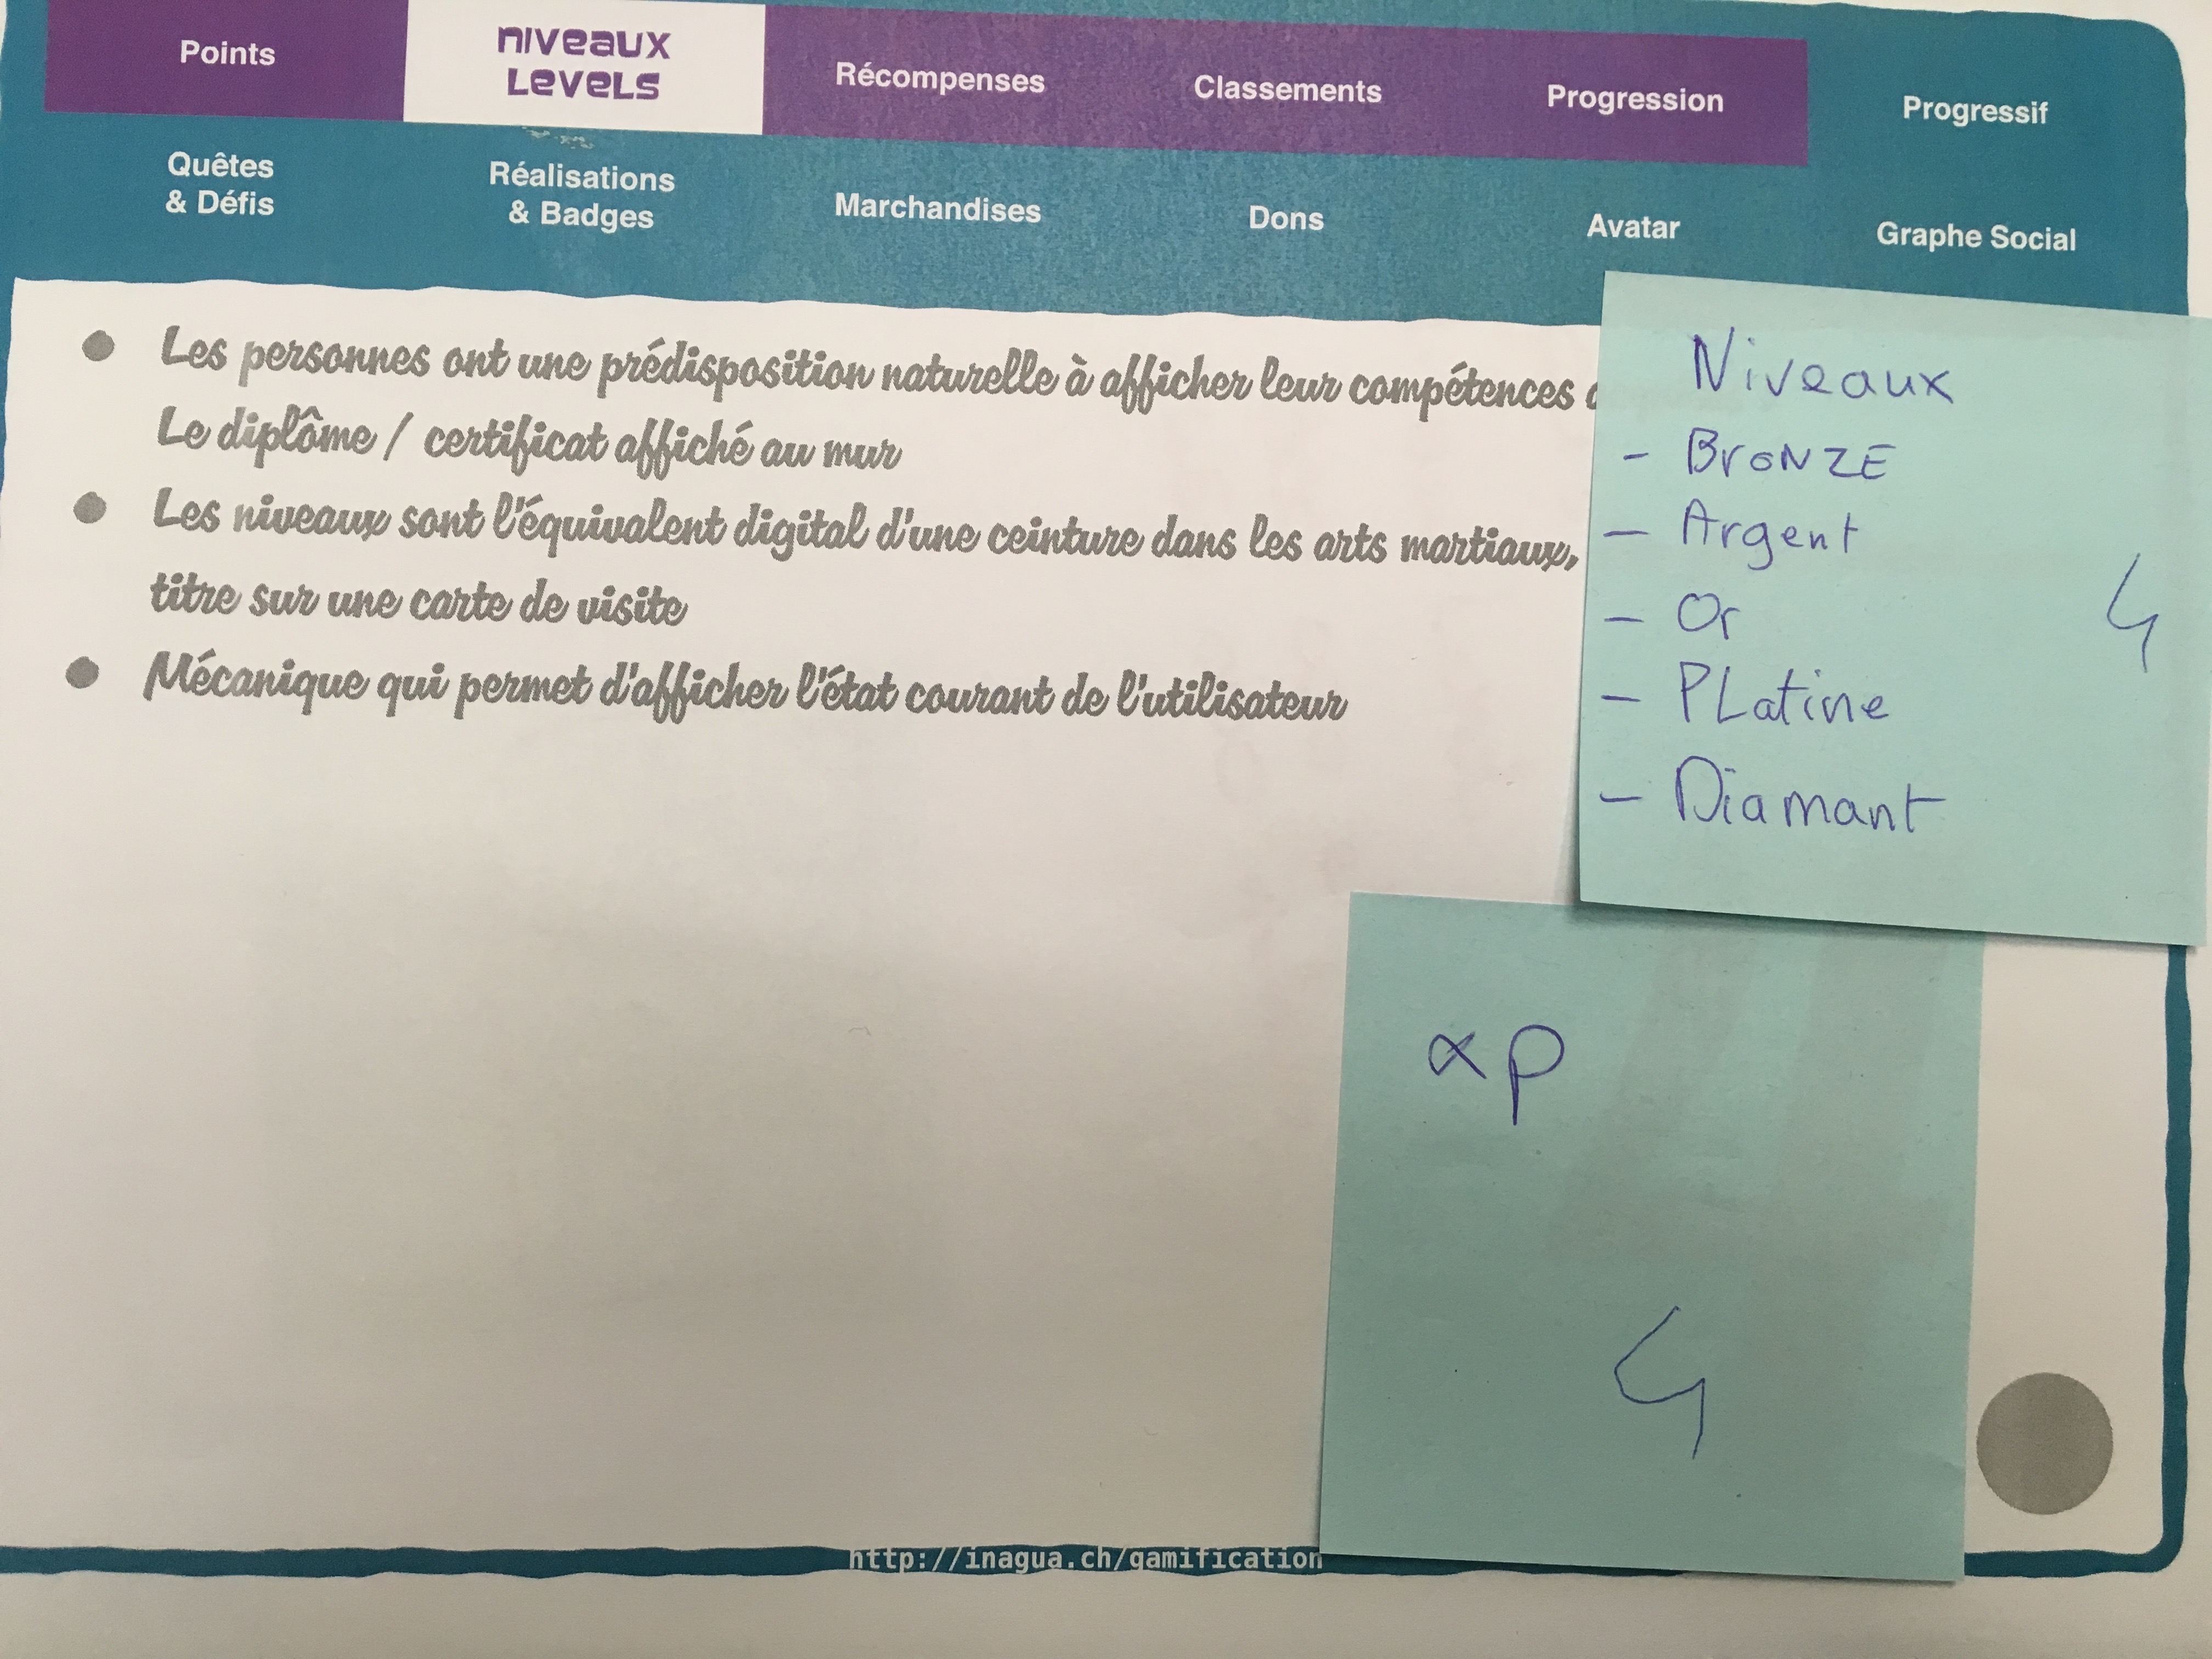 Points
NIVEAUX
LEVELS
Récompenses
Classements
Progression
Progressif
Quêtes
& Défis
Réalisations
& Badges
Marchandises
Dons
Avatar
Graphe Social
Les personnes ont une prédisposition naturelle à afficher leur compétences
Le diplôme / certificat affiché au mur
Les niveaux sont l'équivalent digital d'une ceinture dans les arts martiaux,
titre sur une carte de visite
Mécanique qui permet d'afficher l'état courant de l'utilisateur
Niveaux
- BronZE
- Argent
- Or
- PLatine
- Diamant
4
xp
4
http://inagua.ch/gamification